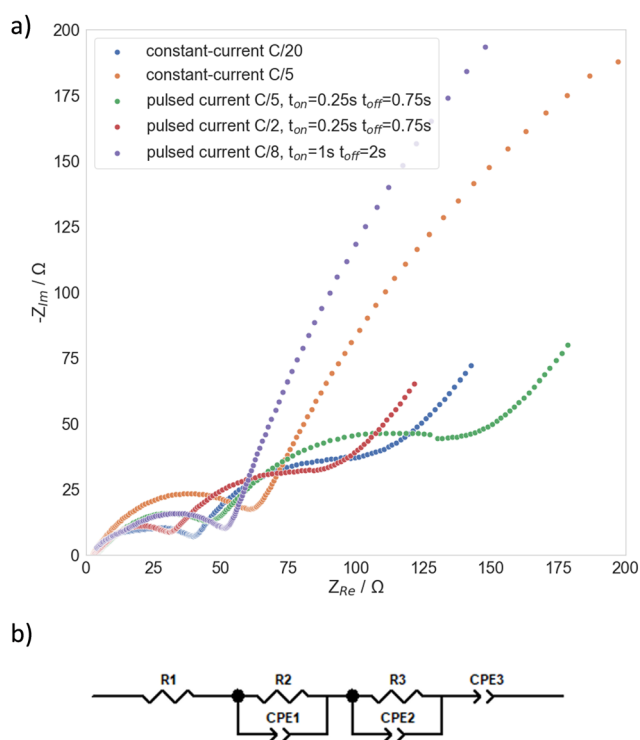 a)
200
175
150
125
100
75
50
25
0
-Z_Im / Ω
constant-current C/20
constant-current C/5
pulsed current C/5, t_on=0.25s t_off=0.75s
pulsed current C/2, t_on=0.25s t_off=0.75s
pulsed current C/8, t_on=1s t_off=2s
0 25 50 75 100 125 150 175 200
Z_Re / Ω
b)
R1 R2 R3 CPE3
CPE1 CPE2